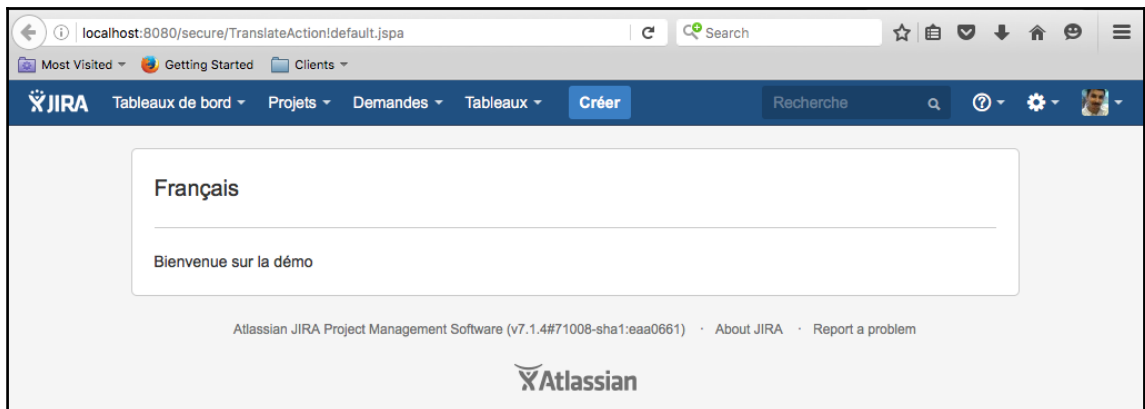 localhost:8080/secure/TranslateAction!default.jspa Search
Most Visited Getting Started Clients
JIRA Tableaux de bord Projets Demandes Tableaux Créer Recherche
Français
Bienvenue sur la démo
Atlassian JIRA Project Management Software (v7.1.4#71008-sha1:eaa0661) · About JIRA · Report a problem
Atlassian